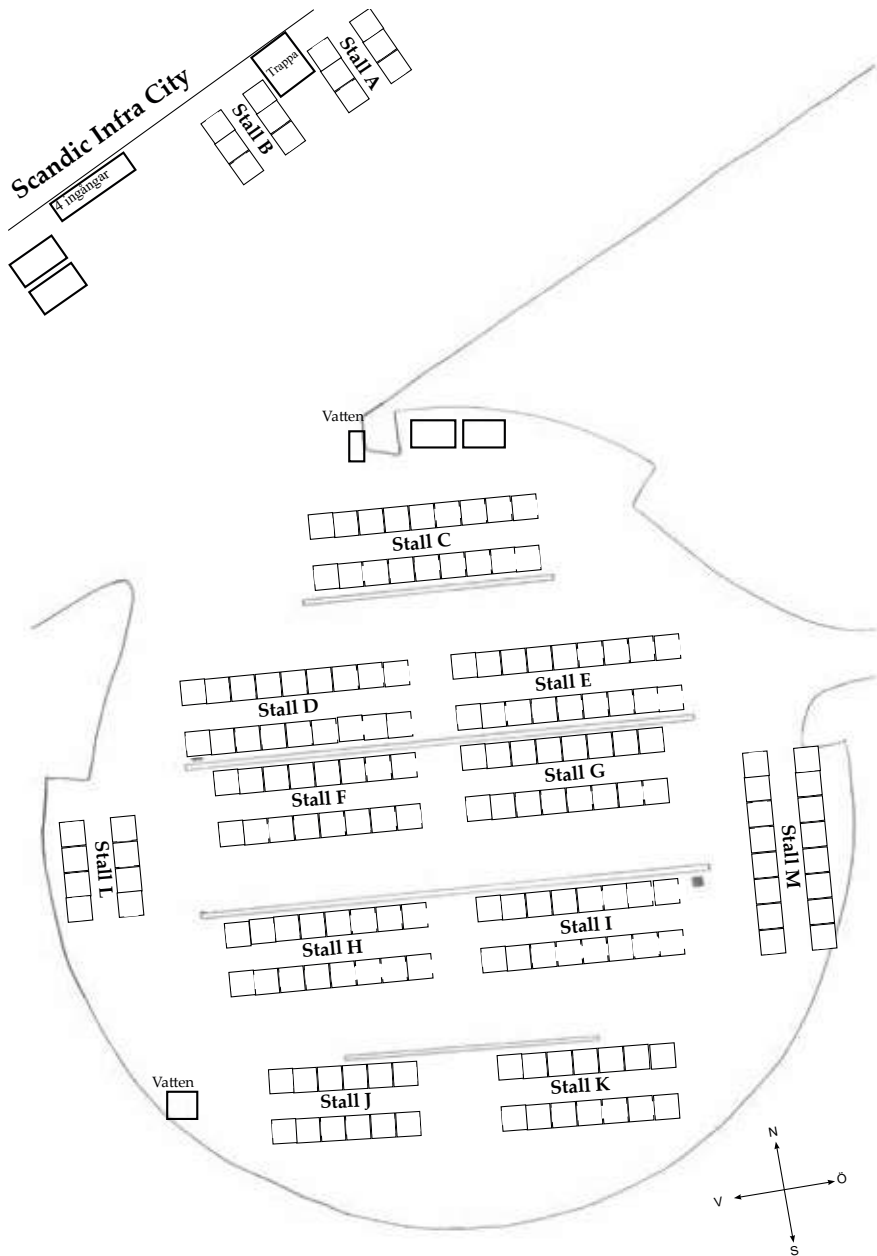 Scandic Infra City
Trappa
Stall A
Stall B
4 ingångar
Vatten
Stall C
Stall D
Stall E
Stall F
Stall G
Stall L
Stall M
Stall H
Stall I
Vatten
Stall J
Stall K
N
V
Ö
S